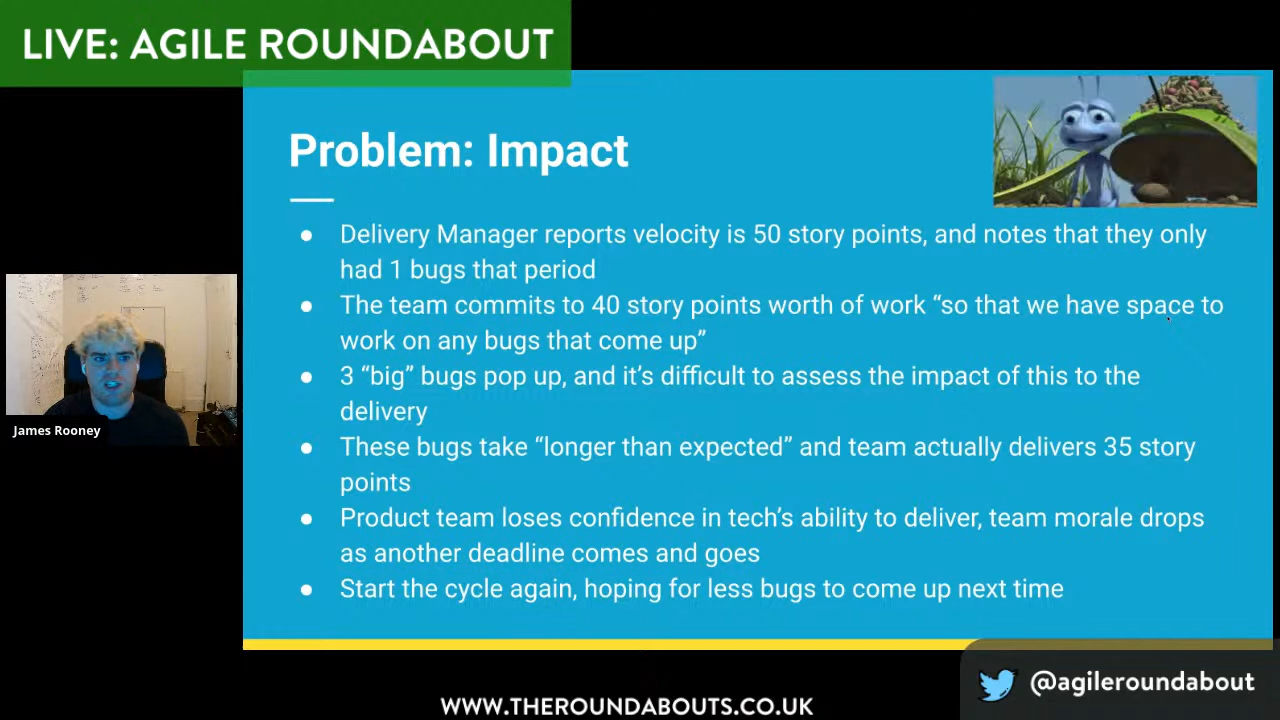 LIVE: AGILE ROUNDABOUT
Problem: Impact
● Delivery Manager reports velocity is 50 story points, and notes that they only
had 1 bugs that period
● The team commits to 40 story points worth of work “so that we have space to
work on any bugs that come up”
● 3 “big” bugs pop up, and it’s difficult to assess the impact of this to the
delivery
● These bugs take “longer than expected” and team actually delivers 35 story
points
● Product team loses confidence in tech’s ability to deliver, team morale drops
as another deadline comes and goes
● Start the cycle again, hoping for less bugs to come up next time
James Rooney
@agileroundabout
WWW.THEROUNDABOUTS.CO.UK